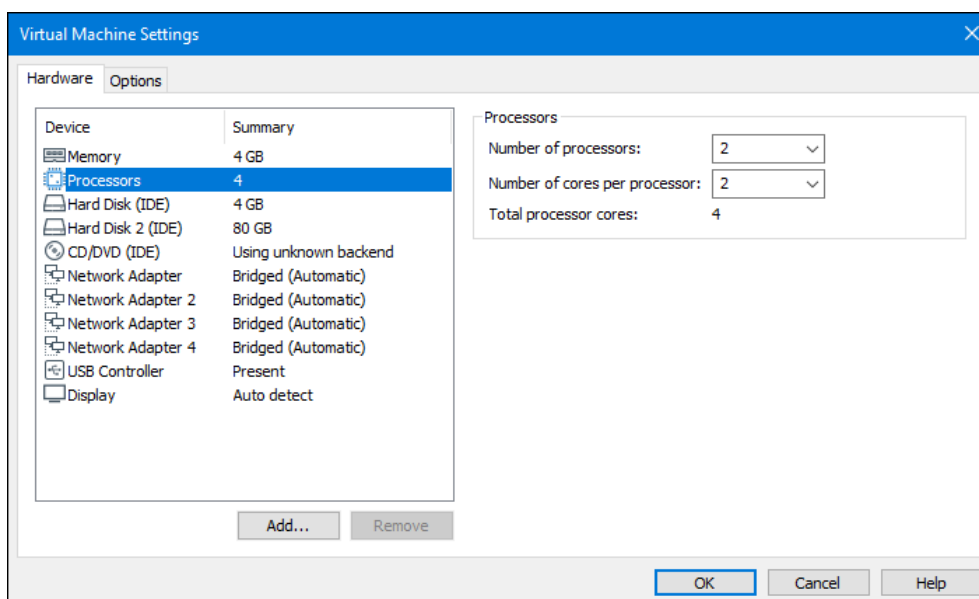 Virtual Machine Settings
Hardware Options
Device Summary
Memory 4 GB
Processors 4
Hard Disk (IDE) 4 GB
Hard Disk 2 (IDE) 80 GB
CD/DVD (IDE) Using unknown backend
Network Adapter Bridged (Automatic)
Network Adapter 2 Bridged (Automatic)
Network Adapter 3 Bridged (Automatic)
Network Adapter 4 Bridged (Automatic)
USB Controller Present
Display Auto detect
Add... Remove
Processors
Number of processors: 2
Number of cores per processor: 2
Total processor cores: 4
OK Cancel Help